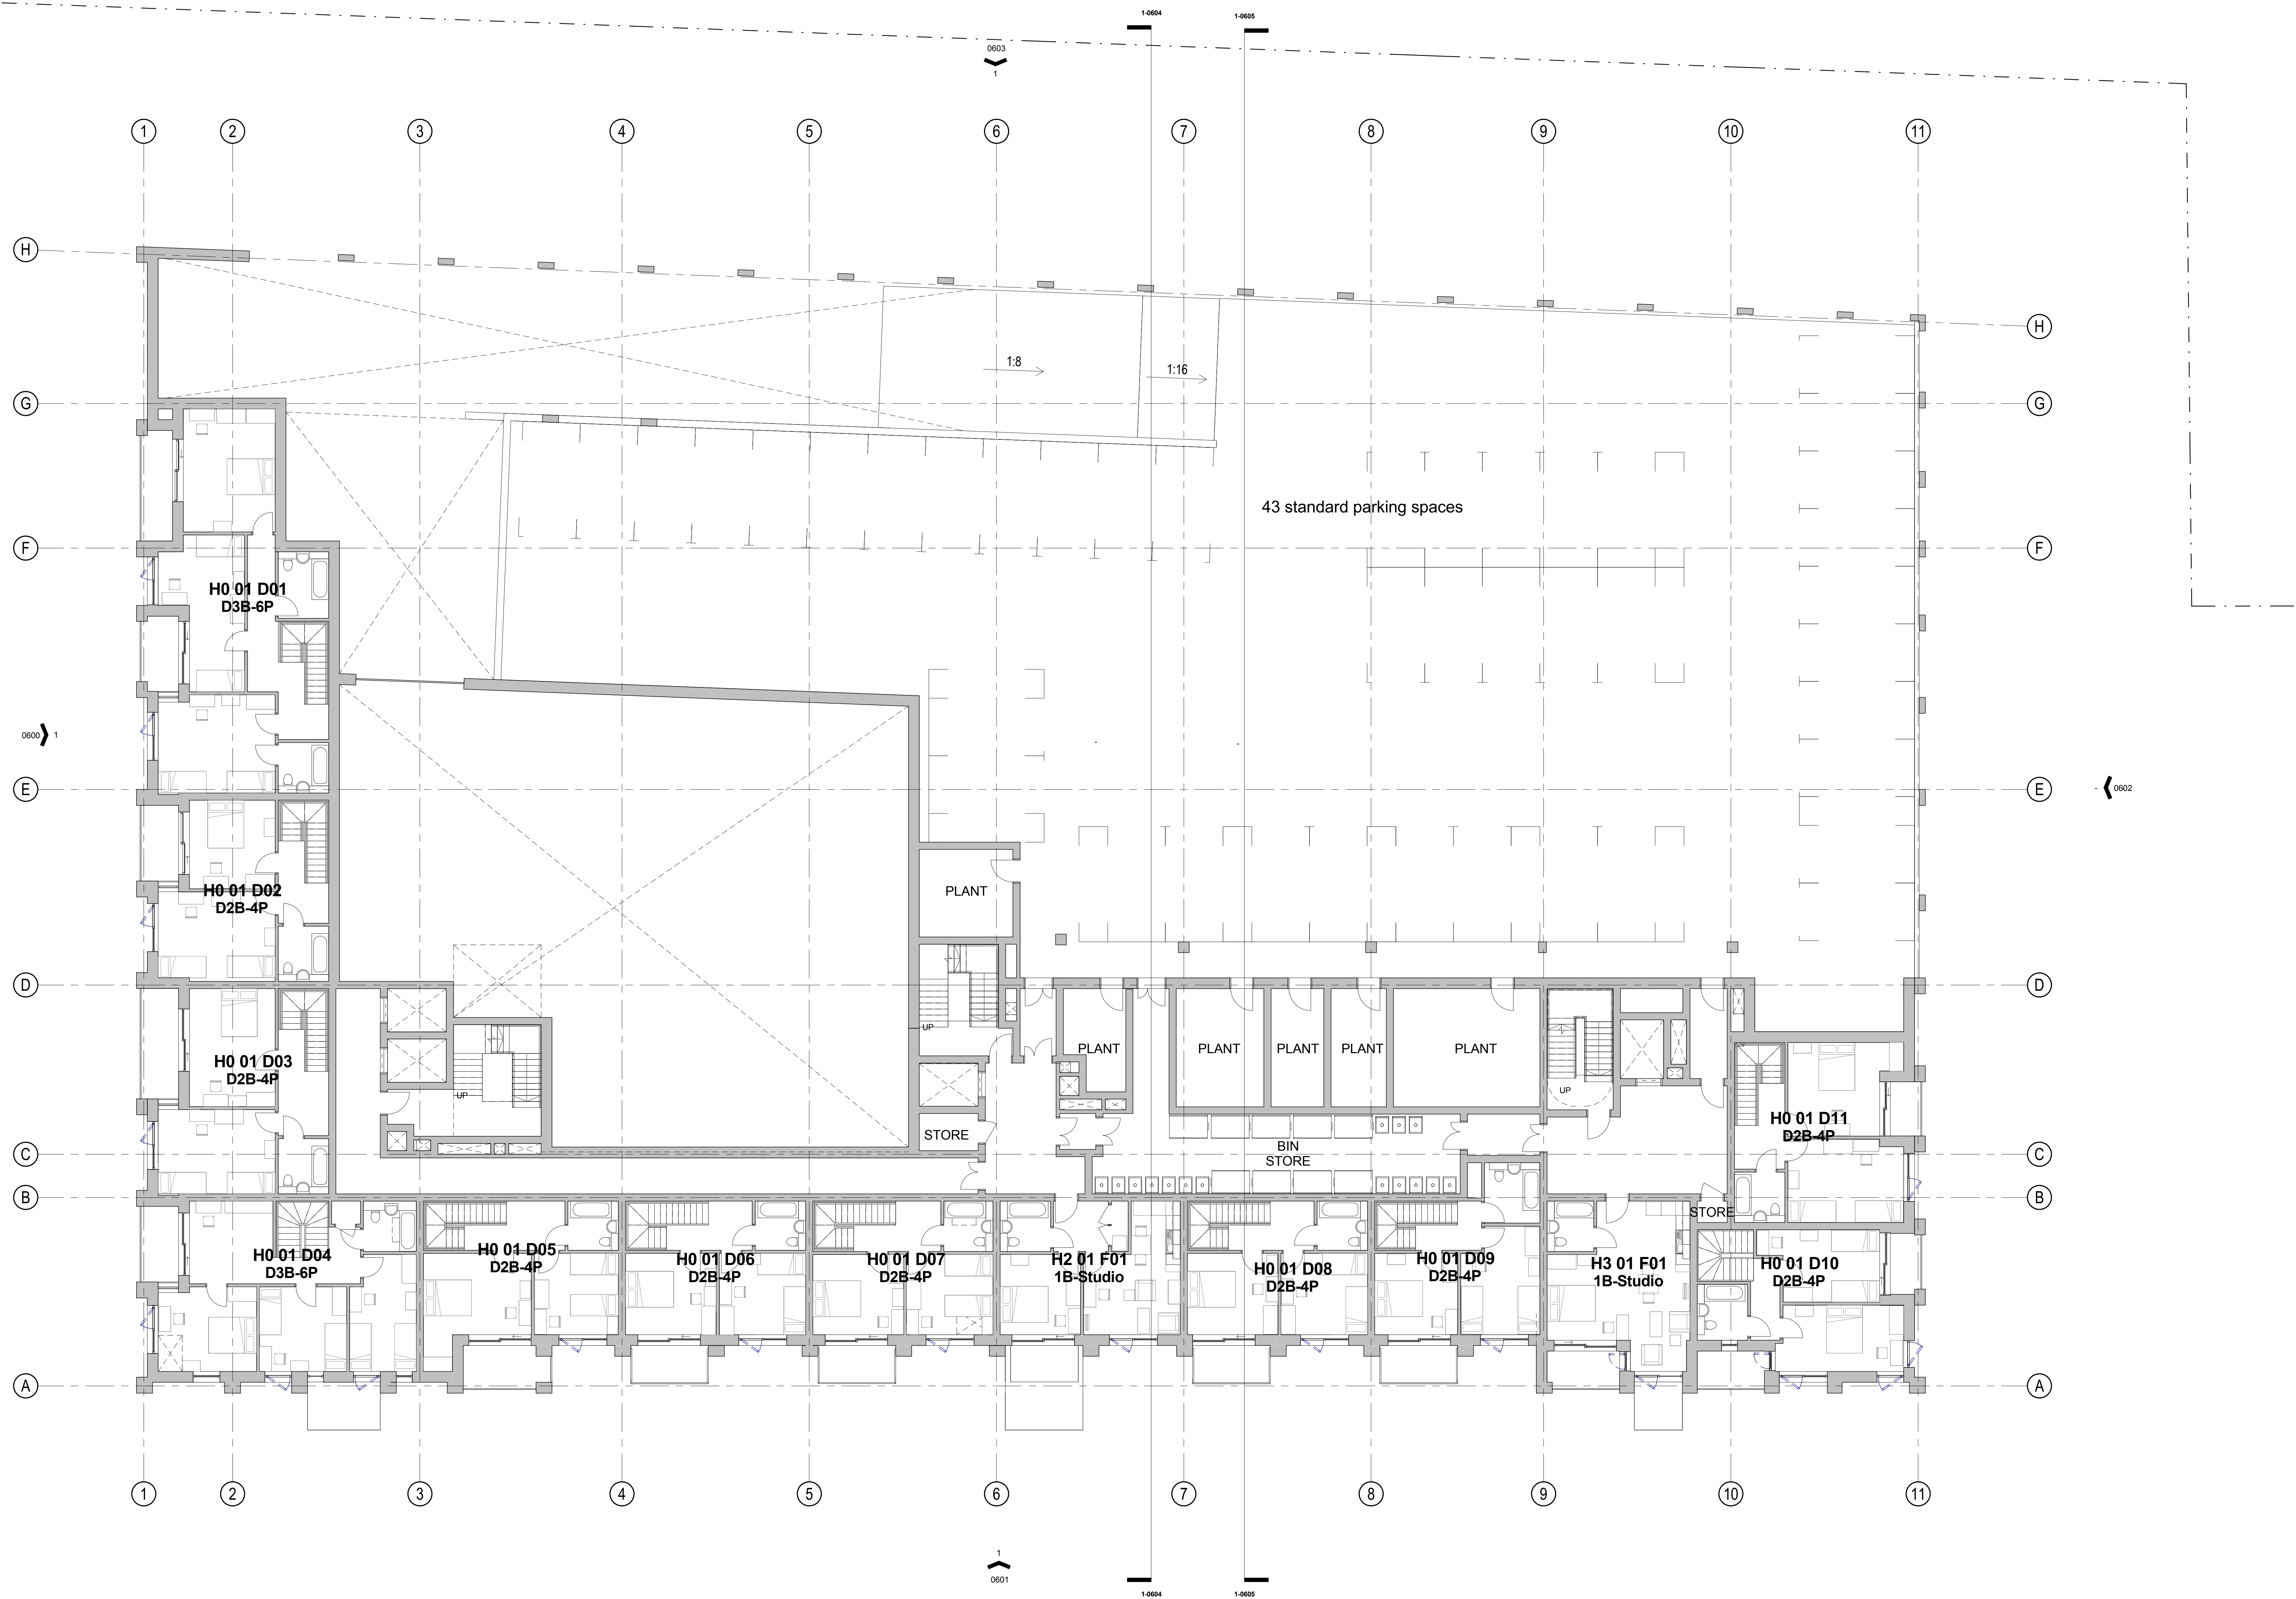 1-0604
1-0605
0603
1
1
2
3
4
5
6
7
8
9
10
11
H
H
1:8
1:16
G
G
43 standard parking spaces
F
F
H0 01 D01
D3B-6P
0600
1
E
E
0602
PLANT
H0 01 D02
D2B-4P
D
D
UP
PLANT
PLANT
PLANT
PLANT
PLANT
H0 01 D03
D2B-4P
UP
UP
H0 01 D11
D2B-4P
STORE
BIN
STORE
C
C
B
B
STORE
H0 01 D04
D3B-6P
H0 01 D05
D2B-4P
H0 01 D06
D2B-4P
H0 01 D07
D2B-4P
H2 01 F01
1B-Studio
H0 01 D08
D2B-4P
H0 01 D09
D2B-4P
H3 01 F01
1B-Studio
H0 01 D10
D2B-4P
A
A
1
2
3
4
5
6
7
8
9
10
11
1
0601
1-0604
1-0605